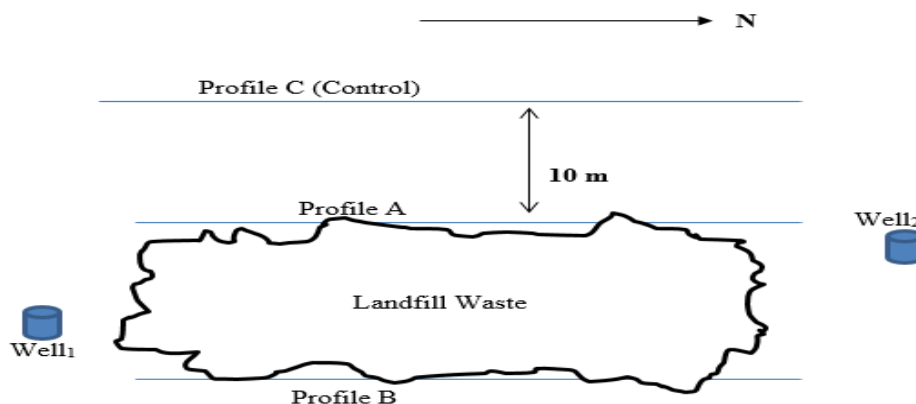 N
Profile C (Control)
10 m
Profile A
Well₂
Landfill Waste
Well₁
Profile B